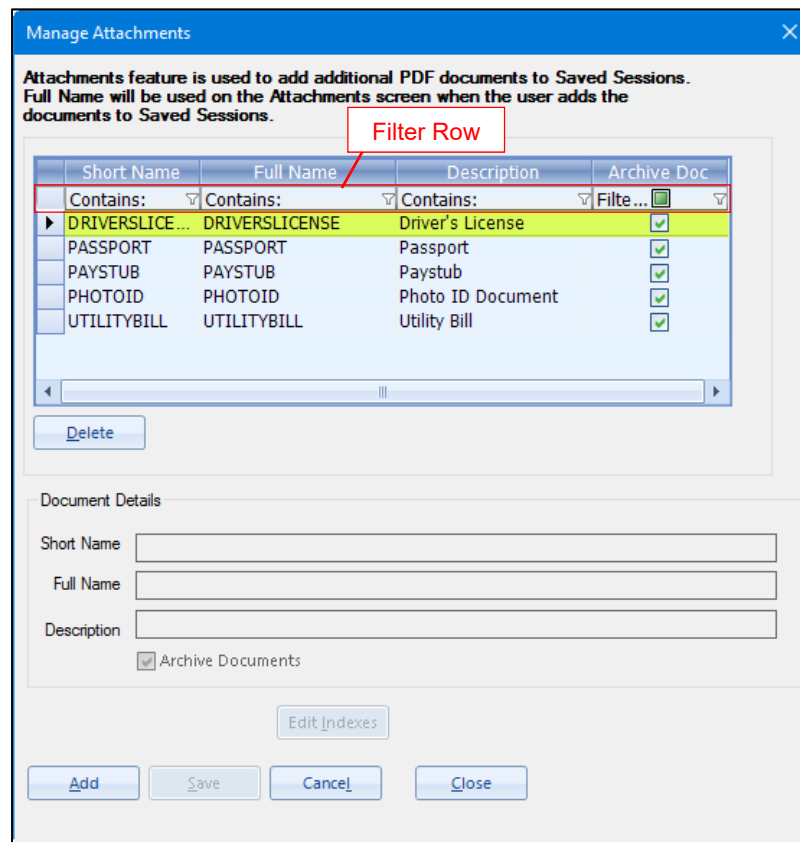 Manage Attachments
Attachments feature is used to add additional PDF documents to Saved Sessions.
Full Name will be used on the Attachments screen when the user adds the
documents to Saved Sessions.
Filter Row
Short Name Full Name Description Archive Doc
Contains: Contains: Contains: Filte...
DRIVERSLICE... DRIVERSLICENSE Driver's License
PASSPORT PASSPORT Passport
PAYSTUB PAYSTUB Paystub
PHOTOID PHOTOID Photo ID Document
UTILITYBILL UTILITYBILL Utility Bill
Delete
Document Details
Short Name
Full Name
Description
Archive Documents
Edit Indexes
Add Save Cancel Close